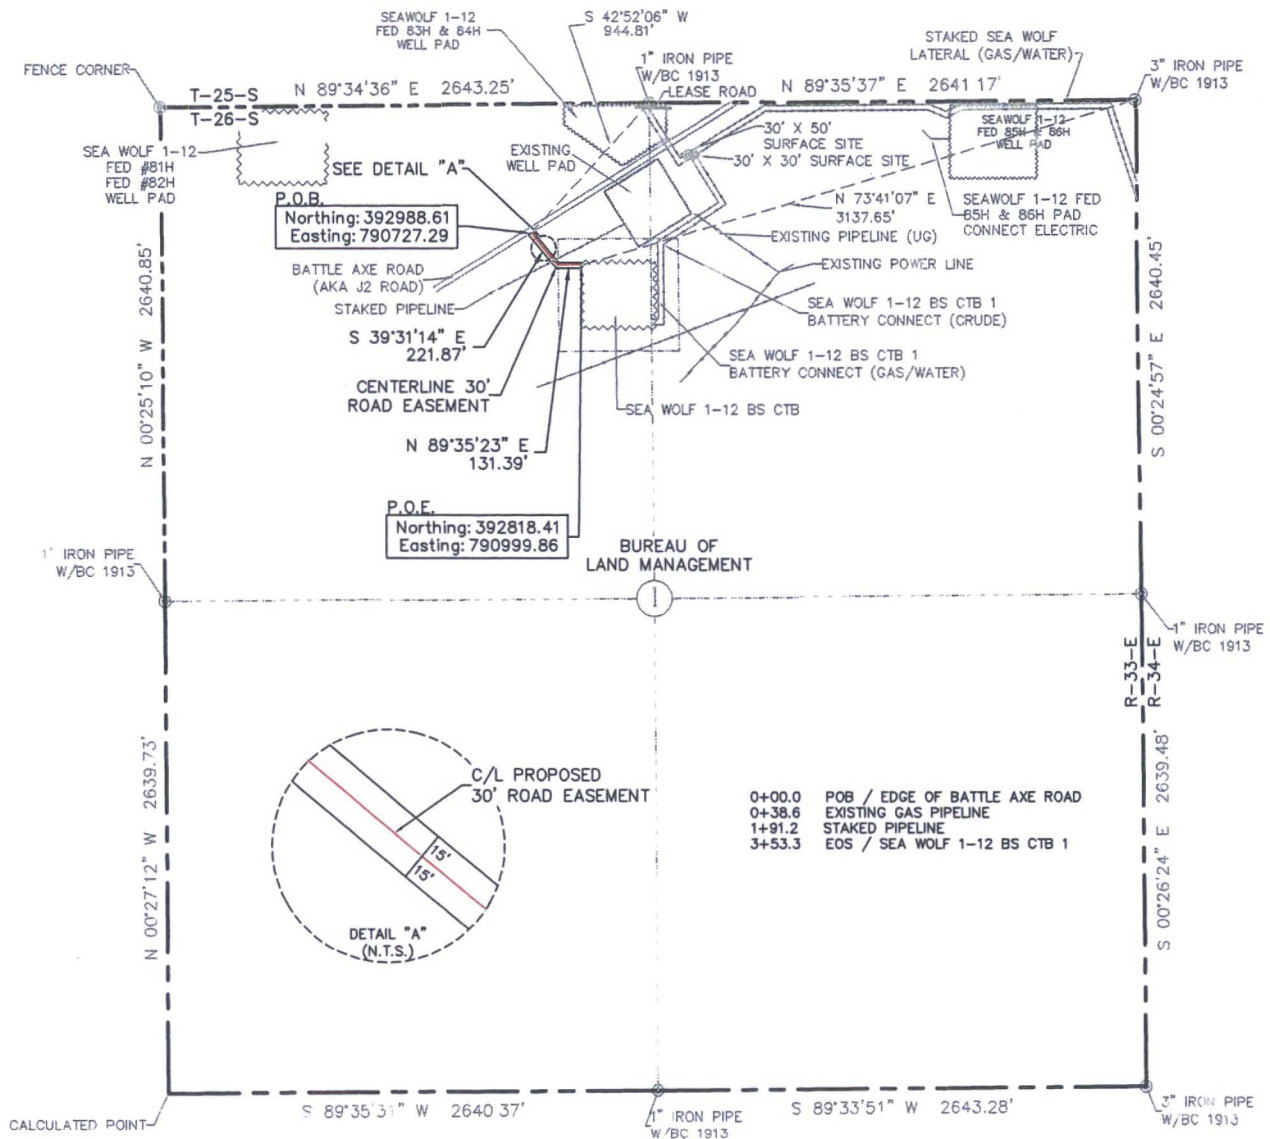 SEAWOLF 1-12
FED 83H & 84H
WELL PAD
S 42°52'06" W
944.81'
1" IRON PIPE
W/BC 1913
LEASE ROAD
STAKED SEA WOLF
LATERAL (GAS/WATER)
3" IRON PIPE
W/BC 1913
FENCE CORNER
T-25-S
T-26-S
N 89°34'36" E 2643.25'
N 89°35'37" E 2641 17'
SEA WOLF 1-12
FED #81H
FED #82H
WELL PAD
SEE DETAIL "A"
EXISTING
WELL PAD
30' X 50'
SURFACE SITE
30' X 30' SURFACE SITE
SEAWOLF 1-12
FED 85H & 86H
WELL PAD
P.O.B.
Northing: 392988.61
Easting: 790727.29
N 73°41'07" E
3137.65'
SEAWOLF 1-12 FED
85H & 86H PAD
CONNECT ELECTRIC
EXISTING PIPELINE (UG)
BATTLE AXE ROAD
(AKA J2 ROAD)
EXISTING POWER LINE
STAKED PIPELINE
SEA WOLF 1-12 BS CTB 1
BATTERY CONNECT (CRUDE)
S 39°31'14" E
221.87'
SEA WOLF 1-12 BS CTB 1
BATTERY CONNECT (GAS/WATER)
CENTERLINE 30'
ROAD EASEMENT
SEA WOLF 1-12 BS CTB
N 89°35'23" E
131.39'
N 00°25'10" W 2640.85'
S 00°24'57" E 2640.45'
P.O.E.
Northing: 392818.41
Easting: 790999.86
BUREAU OF
LAND MANAGEMENT
1" IRON PIPE
W/BC 1913
1
1" IRON PIPE
W/BC 1913
R-33-E
R-34-E
N 00°27'12" W 2639.73'
S 00°26'24" E 2639.48'
C/L PROPOSED
30' ROAD EASEMENT
15'
15'
DETAIL "A"
(N.T.S.)
0+00.0 POB / EDGE OF BATTLE AXE ROAD
0+38.6 EXISTING GAS PIPELINE
1+91.2 STAKED PIPELINE
3+53.3 EOS / SEA WOLF 1-12 BS CTB 1
CALCULATED POINT
S 89°35'31" W 2640 37'
1" IRON PIPE
W/BC 1913
S 89°33'51" W 2643.28'
3" IRON PIPE
W/BC 1913